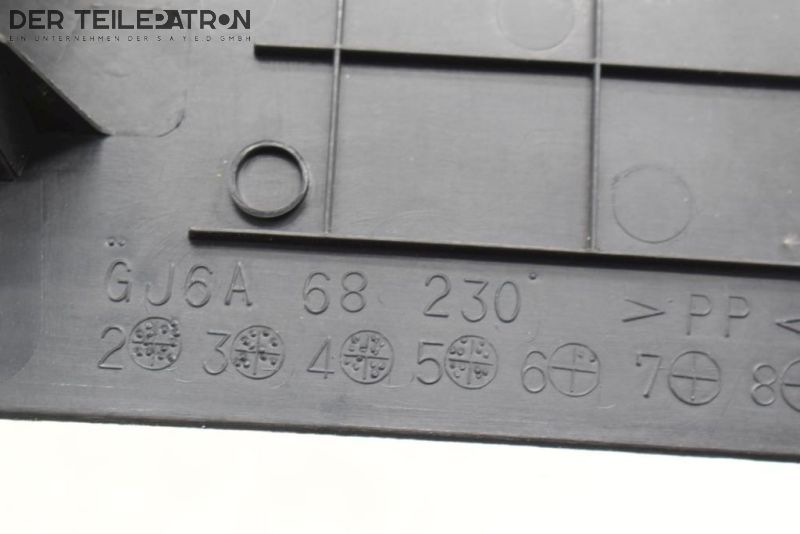 DER TEILEPATRON
EIN UNTERNEHMEN DER S.A.Y.E.D GMBH
GJ6A 68 230 >PP<
2 3 4 5 6 7 8